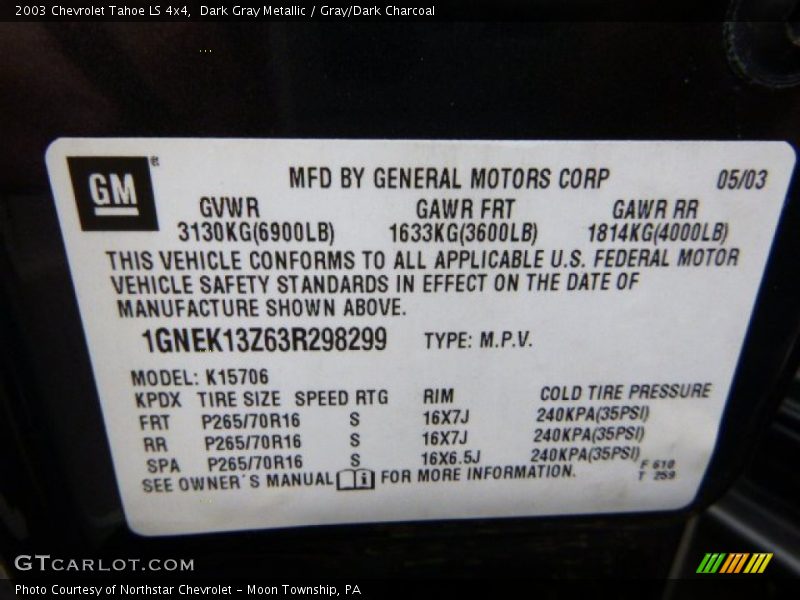 2003 Chevrolet Tahoe LS 4x4,  Dark Gray Metallic / Gray/Dark Charcoal
GM ® MFD BY GENERAL MOTORS CORP 05/03
GVWR GAWR FRT GAWR RR
3130KG(6900LB) 1633KG(3600LB) 1814KG(4000LB)
THIS VEHICLE CONFORMS TO ALL APPLICABLE U.S. FEDERAL MOTOR
VEHICLE SAFETY STANDARDS IN EFFECT ON THE DATE OF
MANUFACTURE SHOWN ABOVE.
1GNEK13Z63R298299 TYPE: M.P.V.
MODEL: K15706
KPDX TIRE SIZE SPEED RTG RIM COLD TIRE PRESSURE
FRT P265/70R16 S 16X7J 240KPA(35PSI)
RR P265/70R16 S 16X7J 240KPA(35PSI)
SPA P265/70R16 S 16X6.5J 240KPA(35PSI)
SEE OWNER'S MANUAL i FOR MORE INFORMATION.
F 610
T 259
GTCARLOT.COM
Photo Courtesy of Northstar Chevrolet - Moon Township, PA